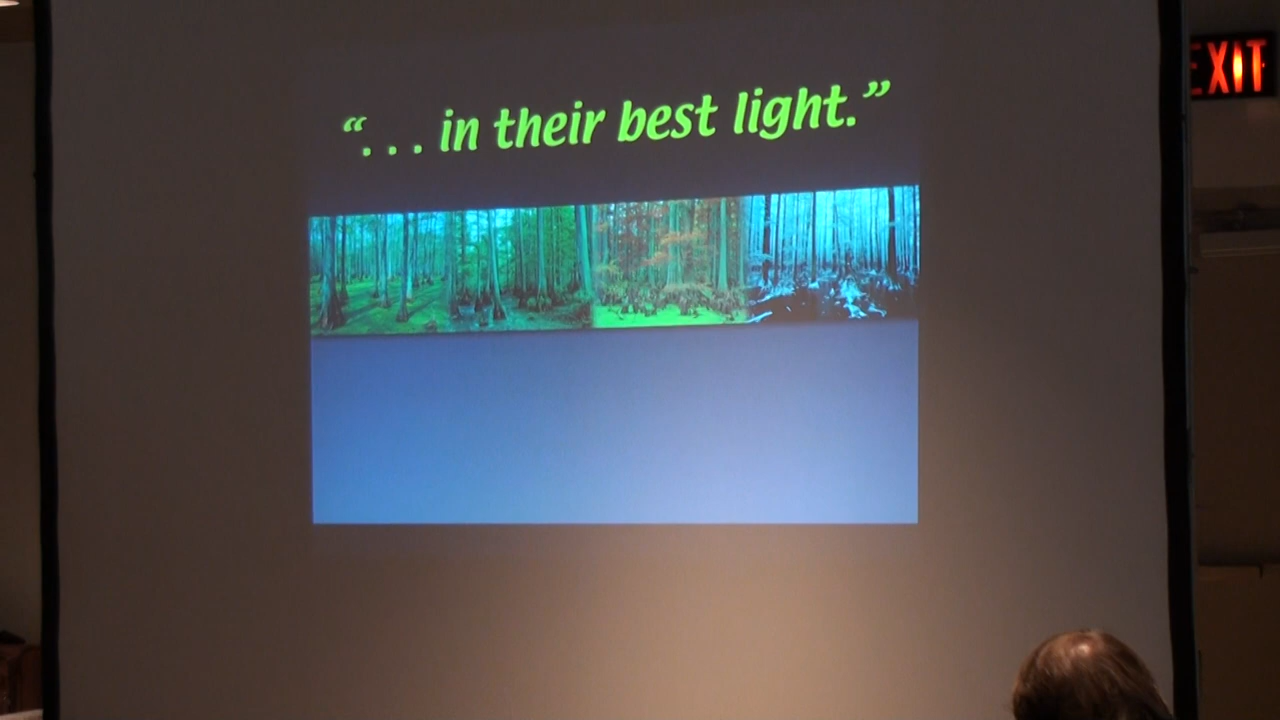 “. . . in their best light.”
EXIT